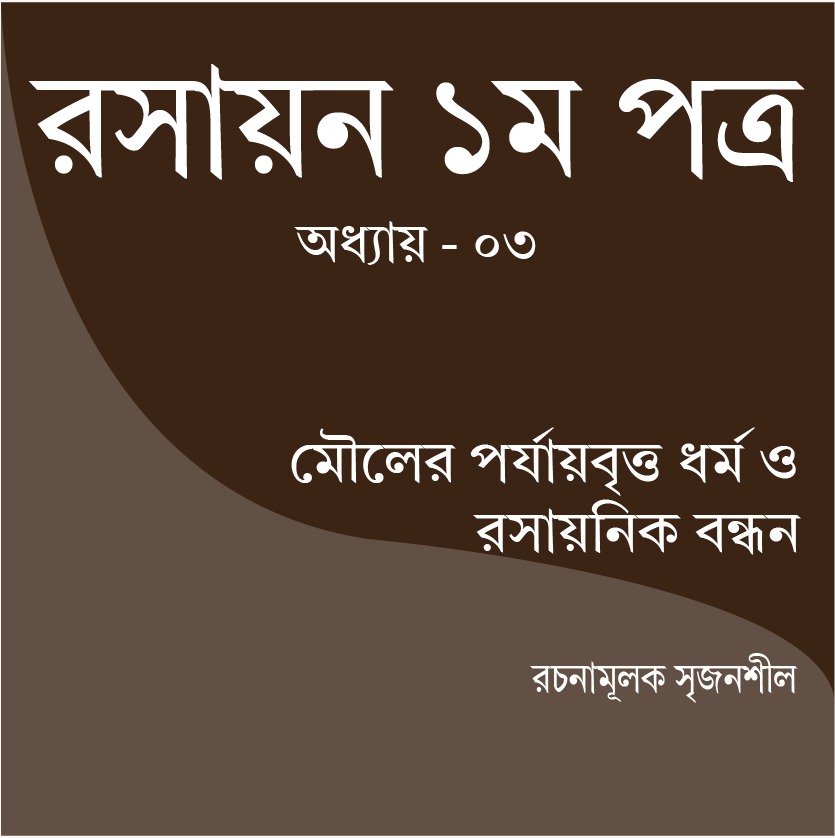 রসায়ন ১ম পত্র
অধ্যায় - ০৩
মৌলের পর্যায়বৃত্ত ধর্ম ও
রসায়নিক বন্ধন
রচনামূলক সৃজনশীল